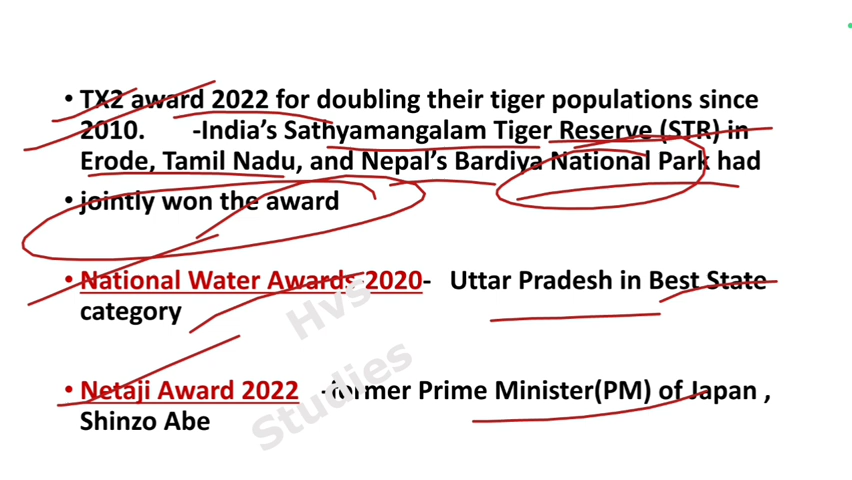 • TX2 award 2022 for doubling their tiger populations since
2010. -India's Sathyamangalam Tiger Reserve (STR) in
Erode, Tamil Nadu, and Nepal's Bardiya National Park had
• jointly won the award
• National Water Awards 2020- Uttar Pradesh in Best State
category
Hvs
Studies
• Netaji Award 2022 -former Prime Minister(PM) of Japan ,
Shinzo Abe